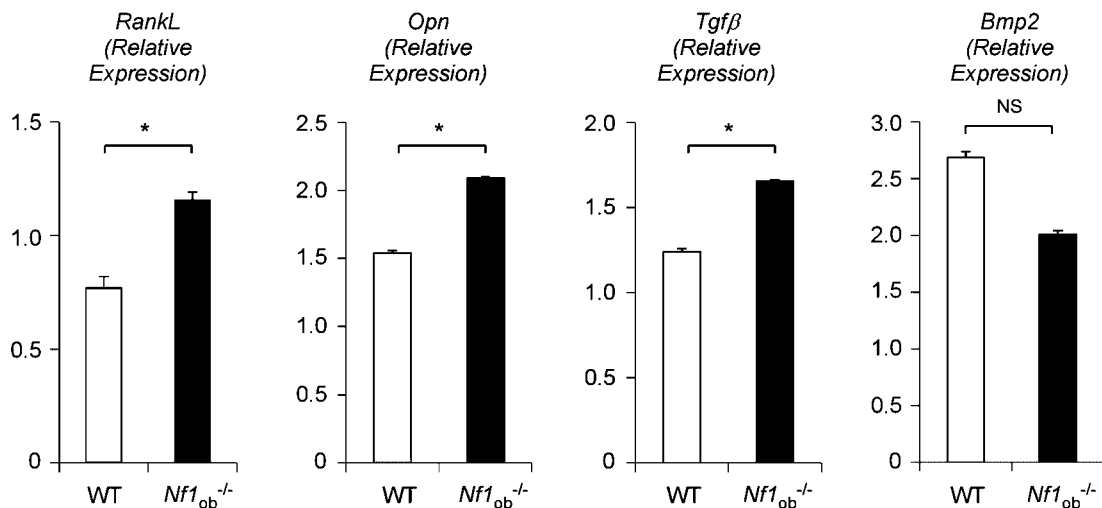 RankL
(Relative
Expression)
*
1.5
1.0
0.5
0
WT
Nf1ob-/-
Opn
(Relative
Expression)
*
2.5
2.0
1.5
1.0
0.5
0
WT
Nf1ob-/-
Tgfβ
(Relative
Expression)
*
2.0
1.5
1.0
0.5
0
WT
Nf1ob-/-
Bmp2
(Relative
Expression)
NS
3.0
2.5
2.0
1.5
1.0
0.5
0
WT
Nf1ob-/-